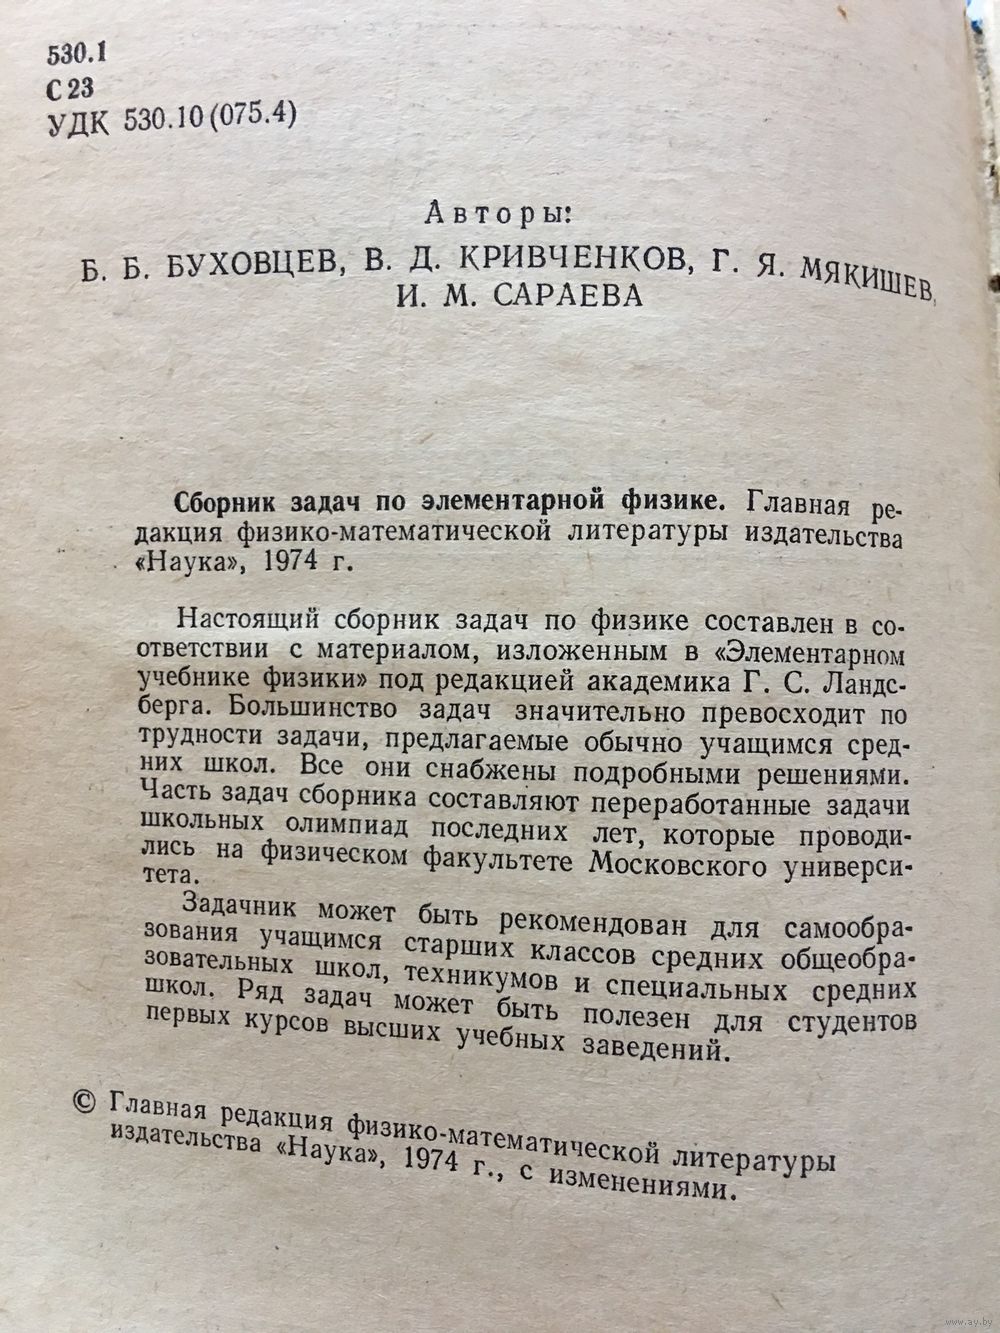 530.1
С 23
УДК 530.10 (075.4)
Авторы:
Б. Б. БУХОВЦЕВ, В. Д. КРИВЧЕНКОВ, Г. Я. МЯКИШЕВ,
И. М. САРАЕВА
Сборник задач по элементарной физике. Главная ре-
дакция физико-математической литературы издательства
«Наука», 1974 г.
Настоящий сборник задач по физике составлен в со-
ответствии с материалом, изложенным в «Элементарном
учебнике физики» под редакцией академика Г. С. Ландс-
берга. Большинство задач значительно превосходит по
трудности задачи, предлагаемые обычно учащимся сред-
них школ. Все они снабжены подробными решениями.
Часть задач сборника составляют переработанные задачи
школьных олимпиад последних лет, которые проводи-
лись на физическом факультете Московского универси-
тета.
Задачник может быть рекомендован для самообра-
зования учащимся старших классов средних общеобра-
зовательных школ, техникумов и специальных средних
школ. Ряд задач может быть полезен для студентов
первых курсов высших учебных заведений.
© Главная редакция физико-математической литературы
издательства «Наука», 1974 г., с изменениями.
www.ay.by